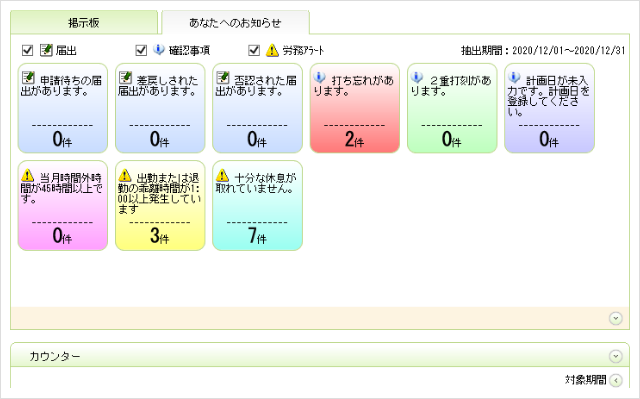 掲示板
あなたへのお知らせ
届出 確認事項 労務ｱﾗｰﾄ 抽出期間：2020/12/01～2020/12/31
申請待ちの届
出があります。
------------
0件
差戻しされた
届出があります。
------------
0件
否認された届
出があります。
------------
0件
打ち忘れがあ
ります。
------------
2件
２重打刻があ
ります。
------------
0件
計画日が未入
力です。計画日を
登録してくださ
い。
------------
0件
当月時間外時
間が45時間以上で
す。
------------
0件
出勤または退
勤の乖離時間が1:
00以上発生してい
ます
------------
3件
十分な休息が
取れていません。
------------
7件
カウンター
対象期間